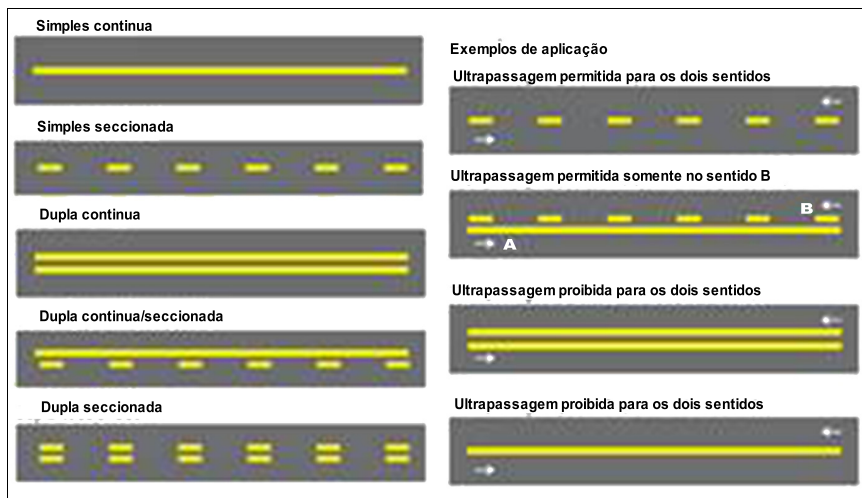 Simples continua
Simples seccionada
Dupla continua
Dupla continua/seccionada
Dupla seccionada
Exemplos de aplicação
Ultrapassagem permitida para os dois sentidos
Ultrapassagem permitida somente no sentido B
B
A
Ultrapassagem proibida para os dois sentidos
Ultrapassagem proibida para os dois sentidos